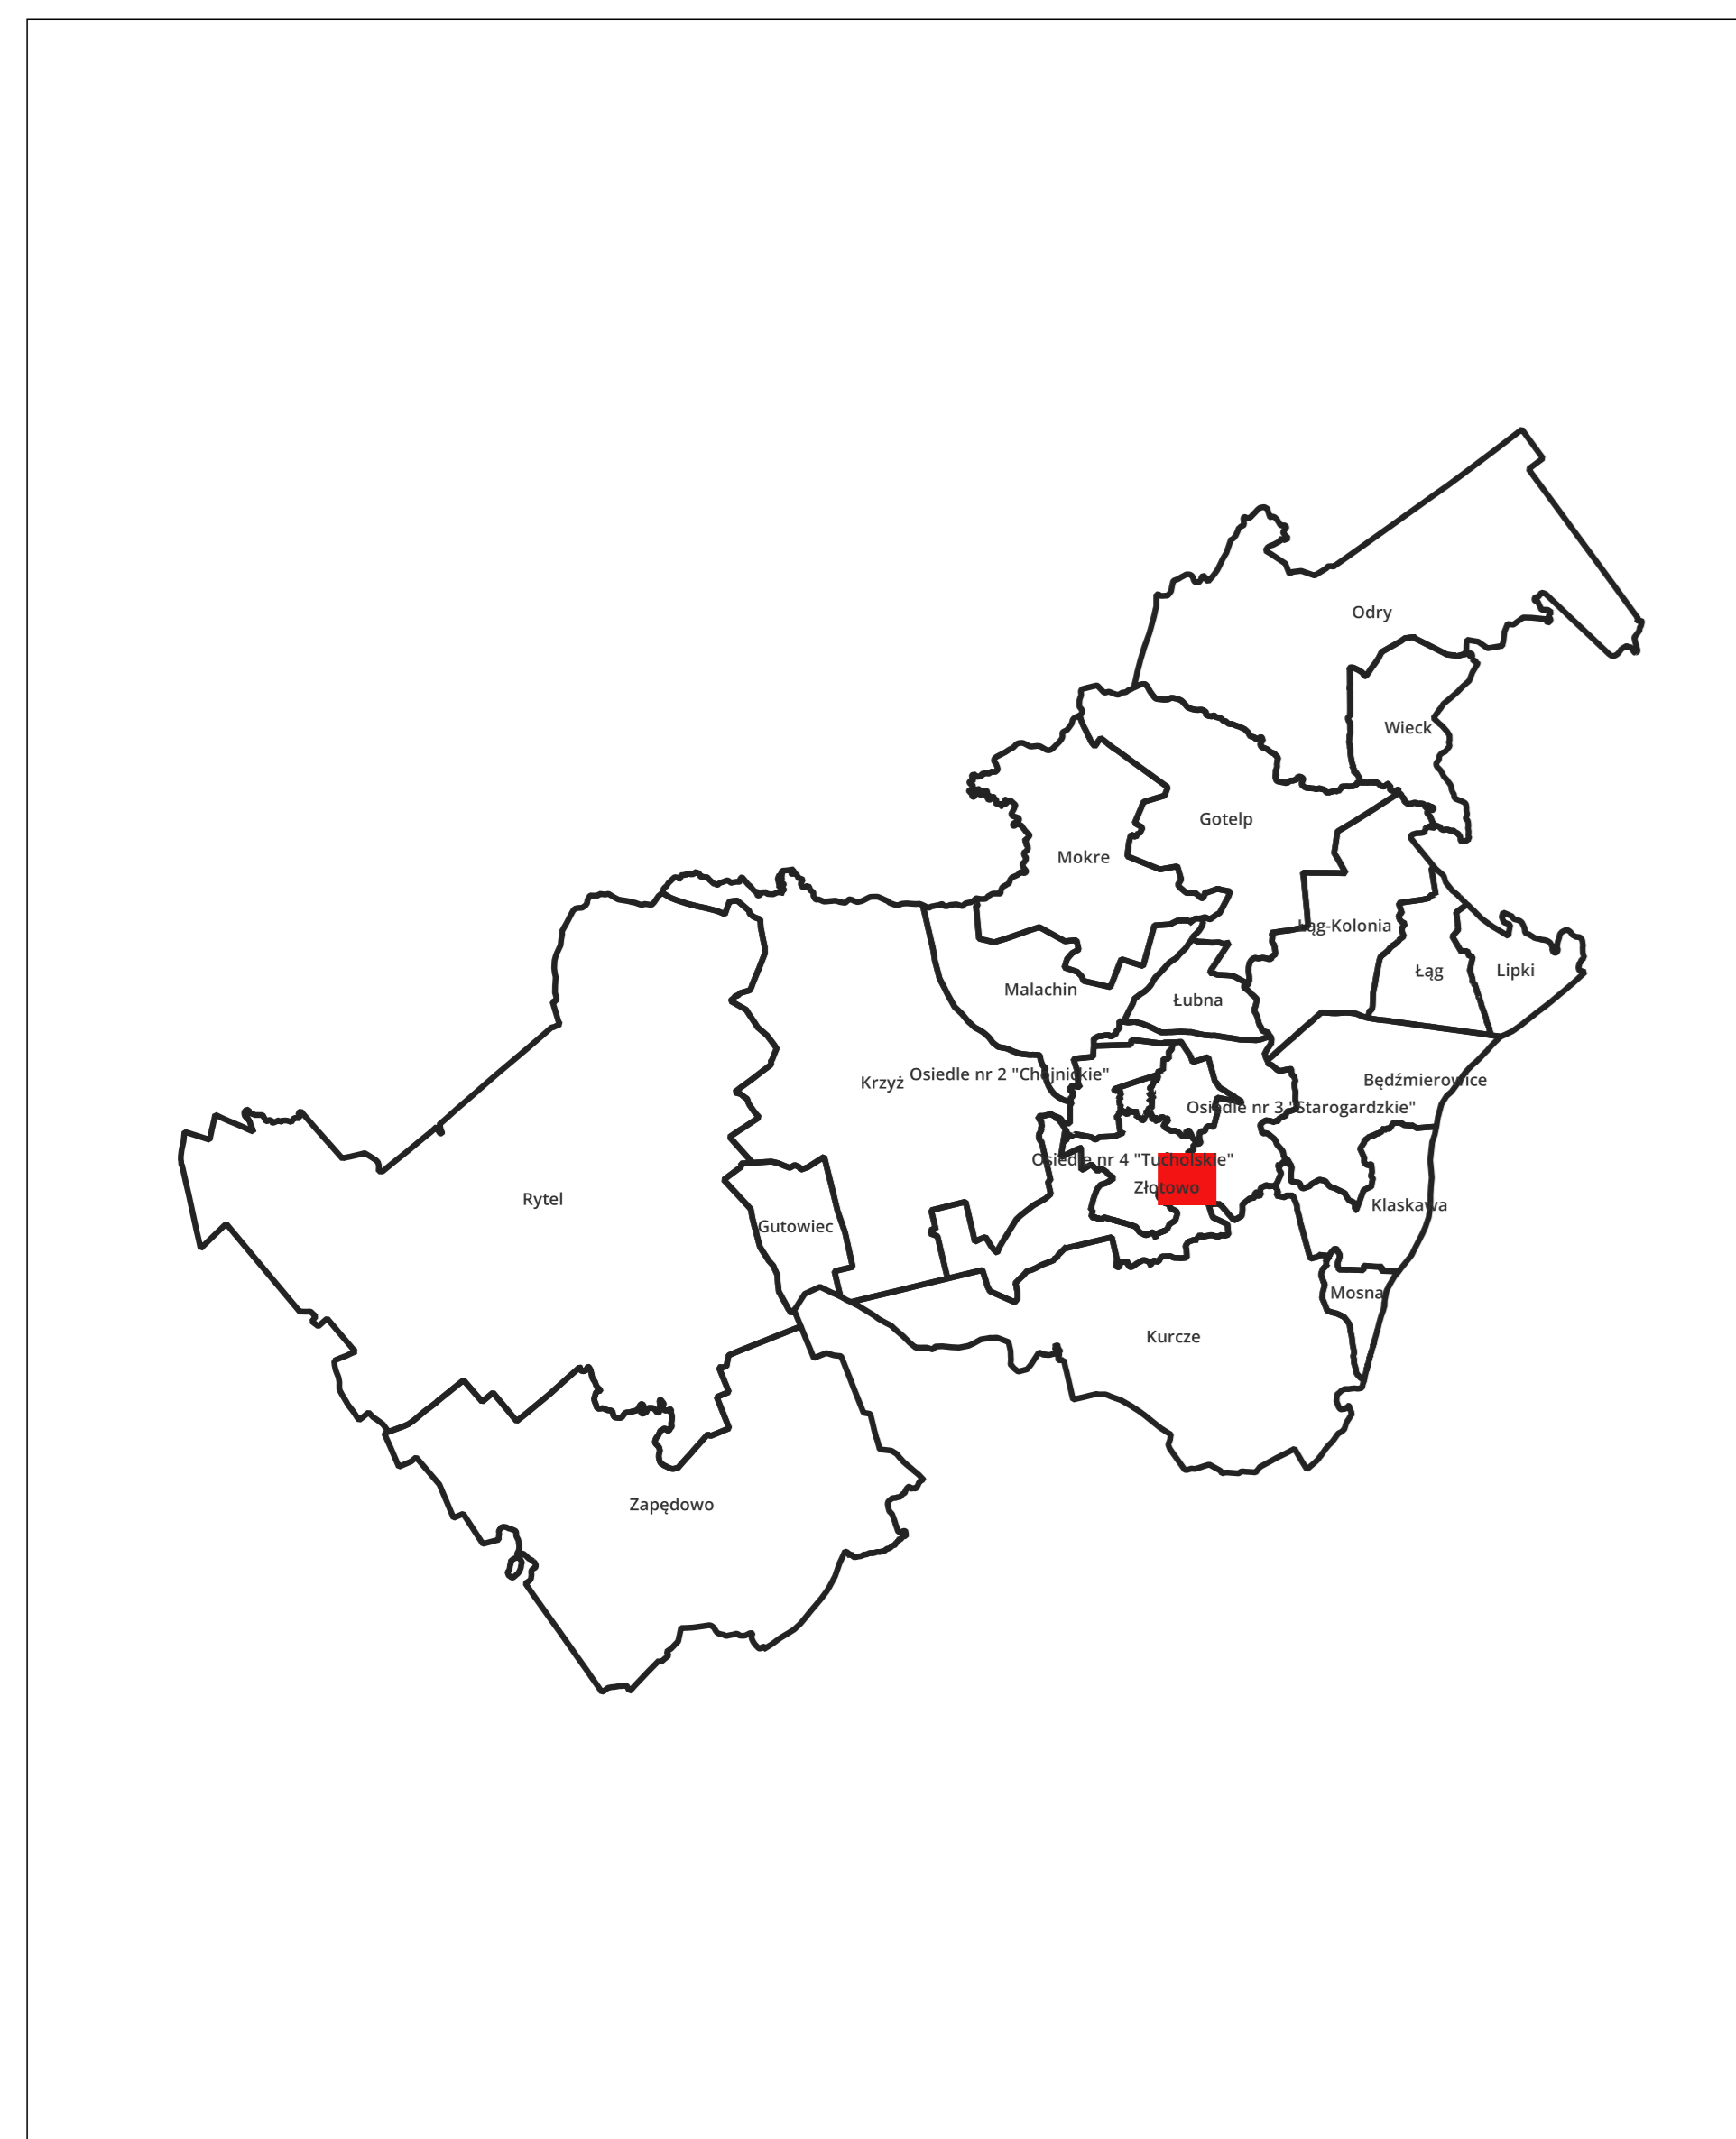 Odry
Wieck
Gotelp
Mokre
Łąg-Kolonia
Łąg
Lipki
Malachin
Łubna
Osiedle nr 2 "Chojnickie"
Krzyż
Będźmierowice
Osiedle nr 3 "Starogardzkie"
Osiedle nr 4 "Tucholskie"
Złotowo
Rytel
Klaskawa
Gutowiec
Mosna
Kurcze
Zapędowo